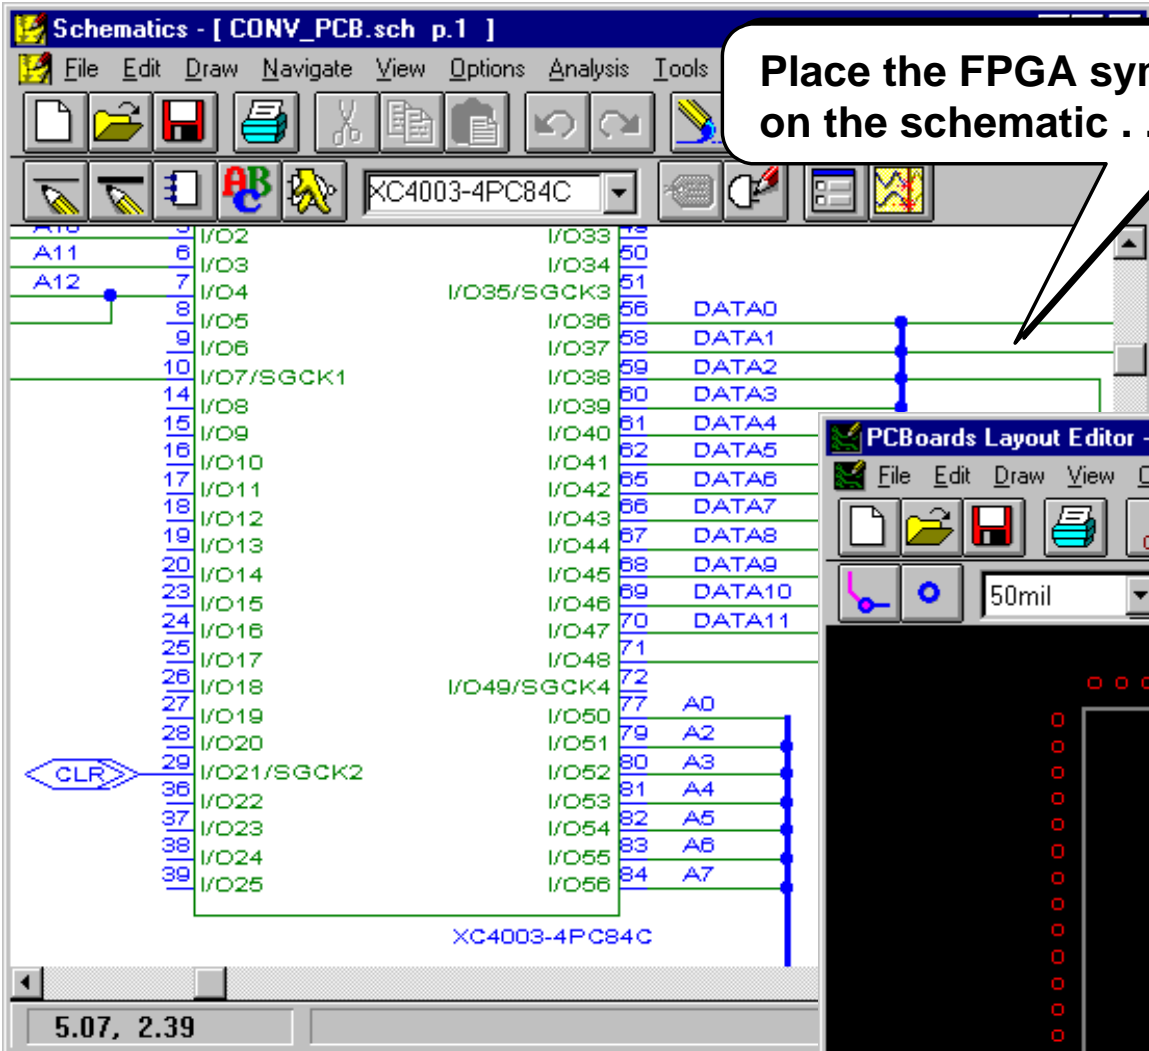 Schematics - [ CONV_PCB.sch p.1 ]
File Edit Draw Navigate View Options Analysis Tools
Place the FPGA
on the schematic . .
ABC
XC4003-4PC84C
I/O2 I/O33
A11 6 I/O3 I/O34 50
A12 7 I/O4 I/O35/SGCK3 51
8 I/O5 I/O36 56 DATA0
9 I/O6 I/O37 58 DATA1
10 I/O7/SGCK1 I/O38 59 DATA2
14 I/O8 I/O39 60 DATA3
15 I/O9 I/O40 61 DATA4
16 I/O10 I/O41 62 DATA5
17 I/O11 I/O42 65 DATA6
18 I/O12 I/O43 66 DATA7
19 I/O13 I/O44 67 DATA8
20 I/O14 I/O45 68 DATA9
23 I/O15 I/O46 69 DATA10
24 I/O16 I/O47 70 DATA11
25 I/O17 I/O48 71
26 I/O18 I/O49/SGCK4 72
27 I/O19 I/O50 77 A0
28 I/O20 I/O51 79 A2
CLR 29 I/O21/SGCK2 I/O52 80 A3
36 I/O22 I/O53 81 A4
37 I/O23 I/O54 82 A5
38 I/O24 I/O55 83 A6
39 I/O25 I/O56 84 A7
XC4003-4PC84C
5.07, 2.39
PCBoards Layout Editor -
File Edit Draw View
50mil